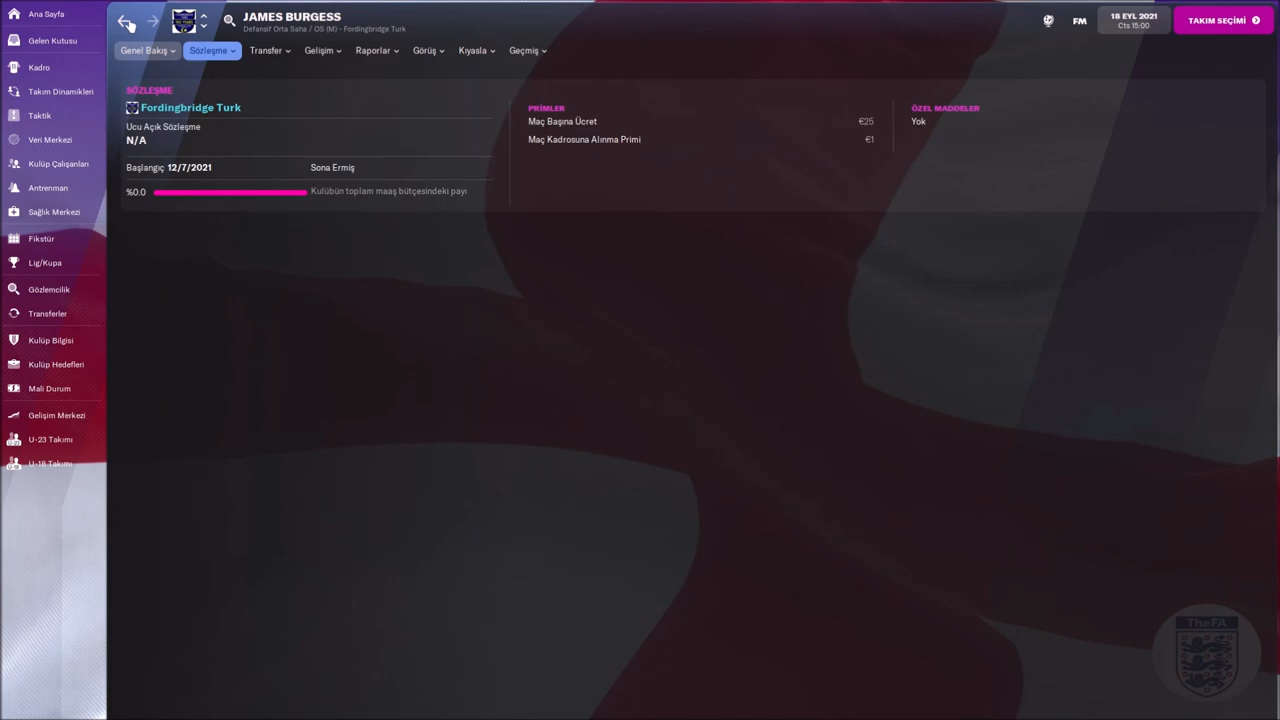 Ana Sayfa
Gelen Kutusu
Kadro
Takım Dinamikleri
Taktik
Veri Merkezi
Kulüp Çalışanları
Antrenman
Sağlık Merkezi
Fikstür
Lig/Kupa
Gözlemcilik
Transferler
Kulüp Bilgisi
Kulüp Hedefleri
Mali Durum
Gelişim Merkezi
U-23 Takımı
U-18 Takımı
JAMES BURGESS
Defansif Orta Saha / OS (M) - Fordingbridge Turk
FM
18 EYL 2021
Cts 15:00
TAKIM SEÇİMİ
Genel Bakış
Sözleşme
Transfer
Gelişim
Raporlar
Görüş
Kıyasla
Geçmiş
SÖZLEŞME
Fordingbridge Turk
Ucu Açık Sözleşme
N/A
Başlangıç 12/7/2021 Sona Ermiş
%0.0 Kulübün toplam maaş bütçesindeki payı
PRİMLER
Maç Başına Ücret €25
Maç Kadrosuna Alınma Primi €1
ÖZEL MADDELER
Yok
The FA